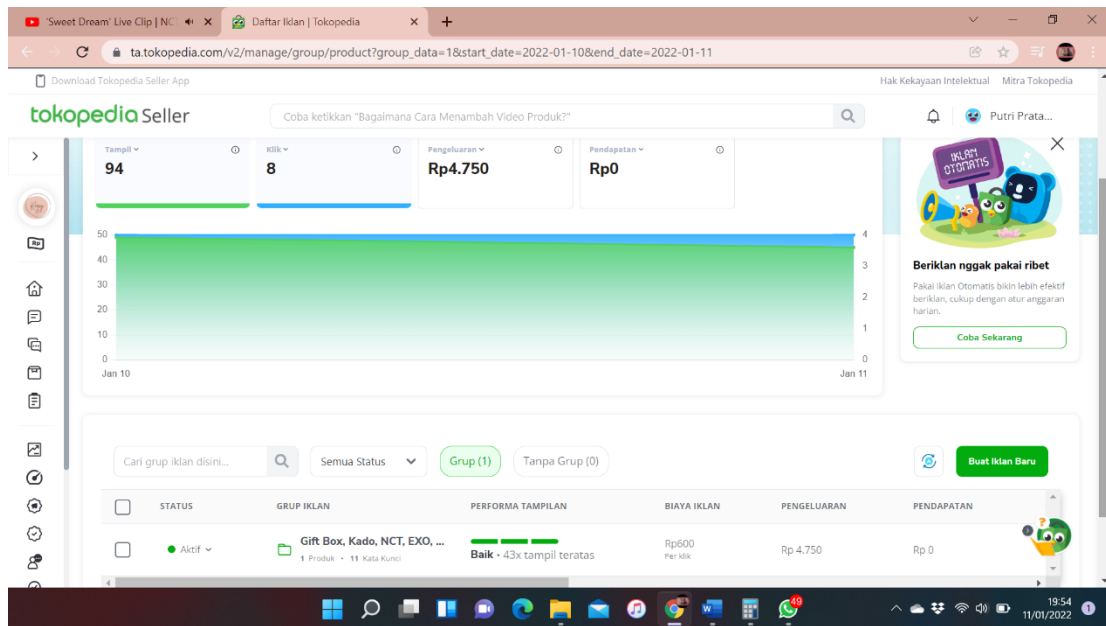 'Sweet Dream' Live Clip | NC
Daftar Iklan | Tokopedia
ta.tokopedia.com/v2/manage/group/product?group_data=1&start_date=2022-01-10&end_date=2022-01-11
Download Tokopedia Seller App
Hak Kekayaan Intelektual Mitra Tokopedia
tokopedia Seller
Coba ketikkan "Bagaimana Cara Menambah Video Produk?"
Putri Prata...
Tampil
94
Klik
8
Pengeluaran
Rp4.750
Pendapatan
Rp0
IKLAN
OTOMATIS
Rp
50
40
30
20
10
0
4
3
2
1
0
Jan 10
Jan 11
Beriklan nggak pakai ribet
Pakai Iklan Otomatis bikin lebih efektif
beriklan, cukup dengan atur anggaran
harian.
Coba Sekarang
Cari grup iklan disini...
Semua Status
Grup (1)
Tanpa Grup (0)
Buat Iklan Baru
STATUS GRUP IKLAN PERFORMA TAMPILAN BIAYA IKLAN PENGELUARAN PENDAPATAN
Aktif
Gift Box, Kado, NCT, EXO, ...
1 Produk • 11 Kata Kunci
Baik • 43x tampil teratas
Rp600
Per klik
Rp 4.750
Rp 0
49
19:54
11/01/2022
1